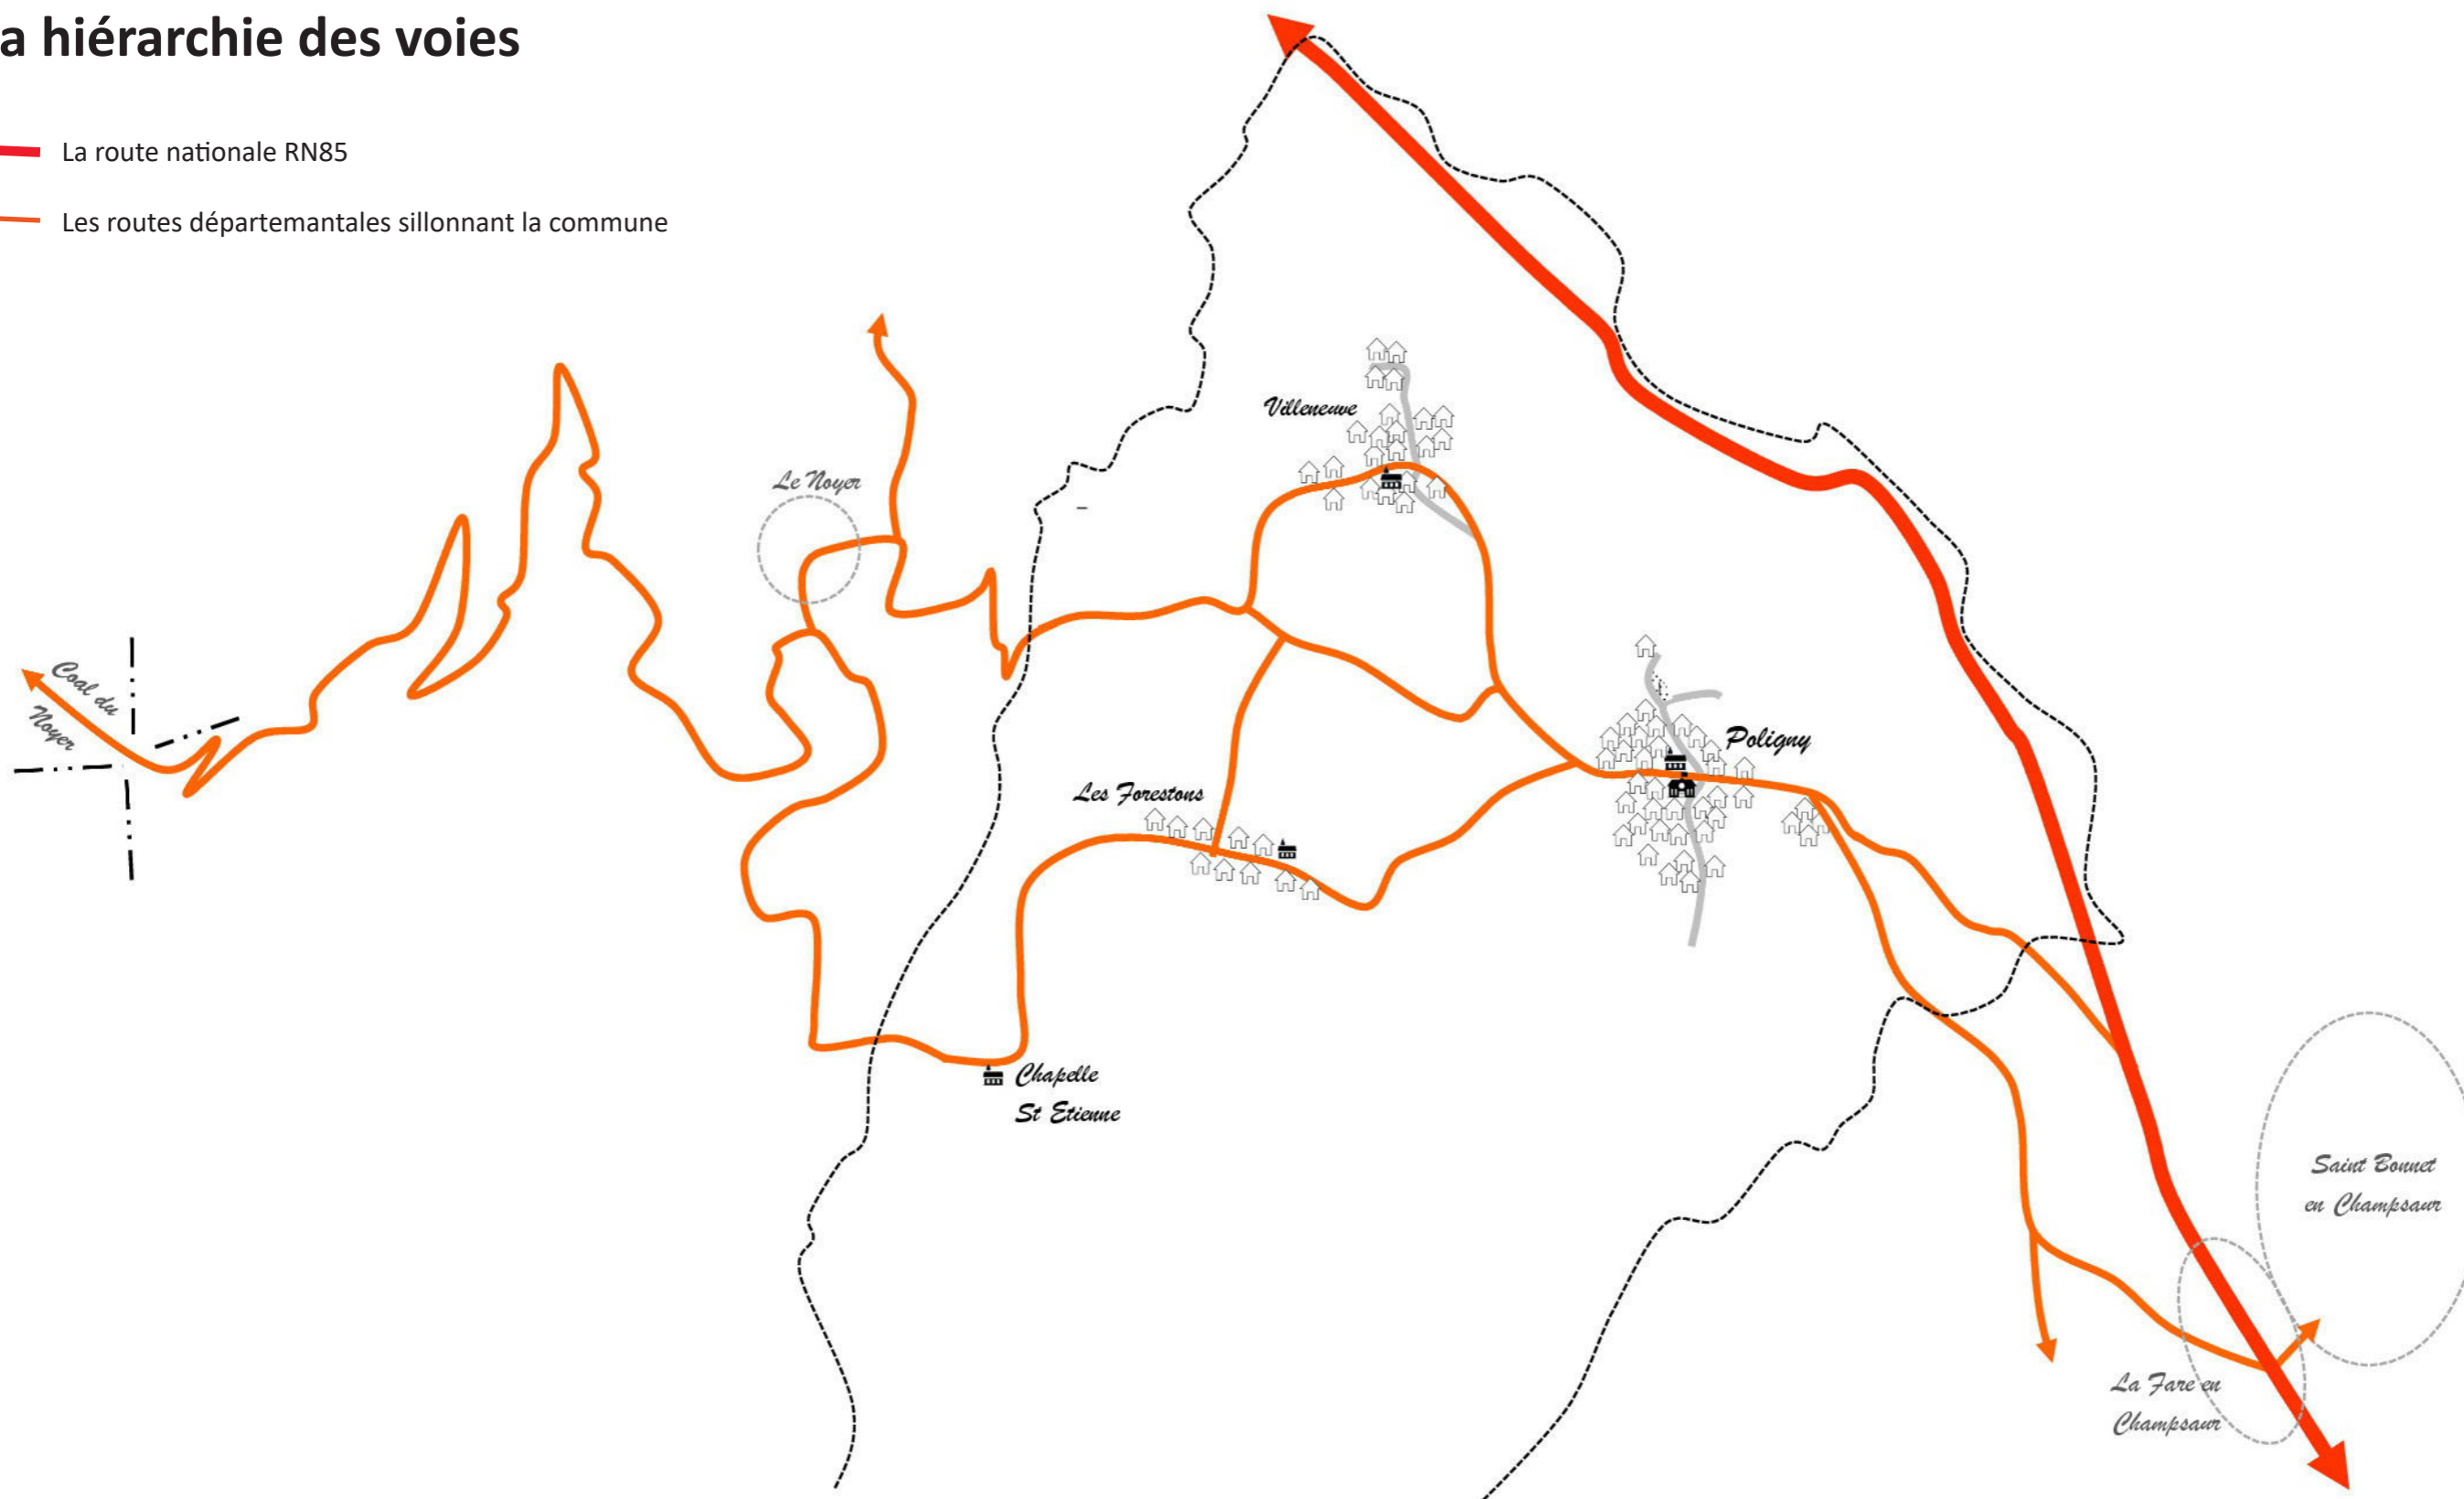 a hiérarchie des voies
La route nationale RN85
Les routes départemantales sillonnant la commune
Villeneuve
Le Noyer
Coal du
Noyer
Poligny
Les Forestons
Chapelle
St Etienne
Saint Bonnet
en Champsaur
La Fare en
Champsaur